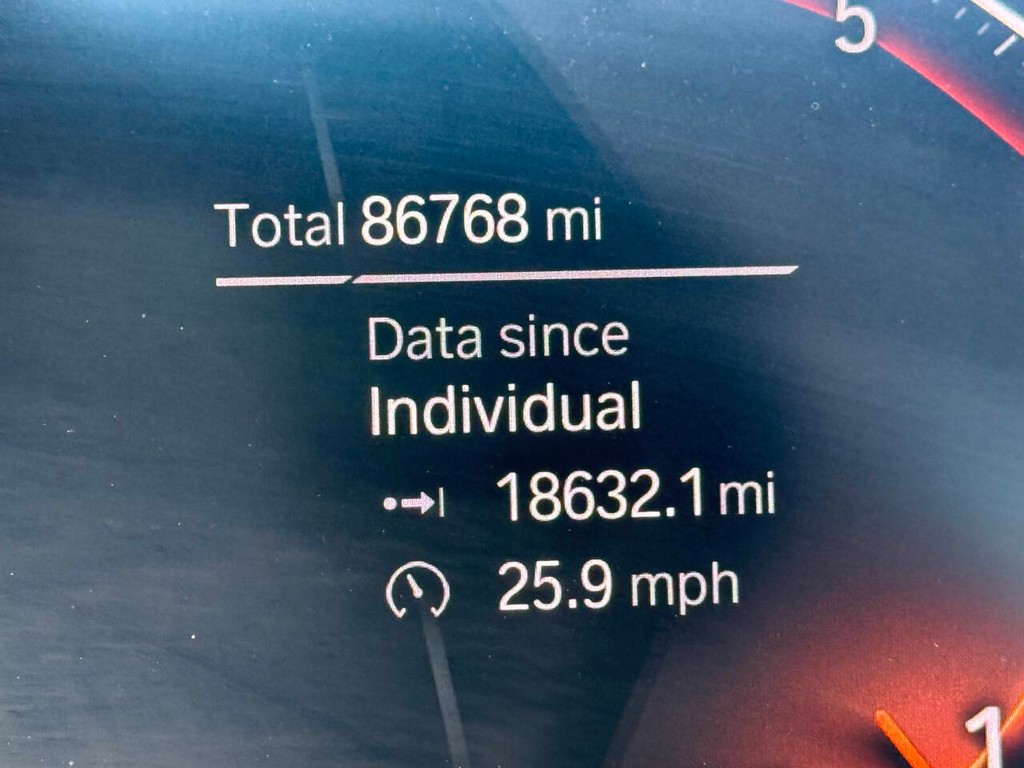 5
Total 86768 mi
Data since
Individual
18632.1 mi
25.9 mph
1